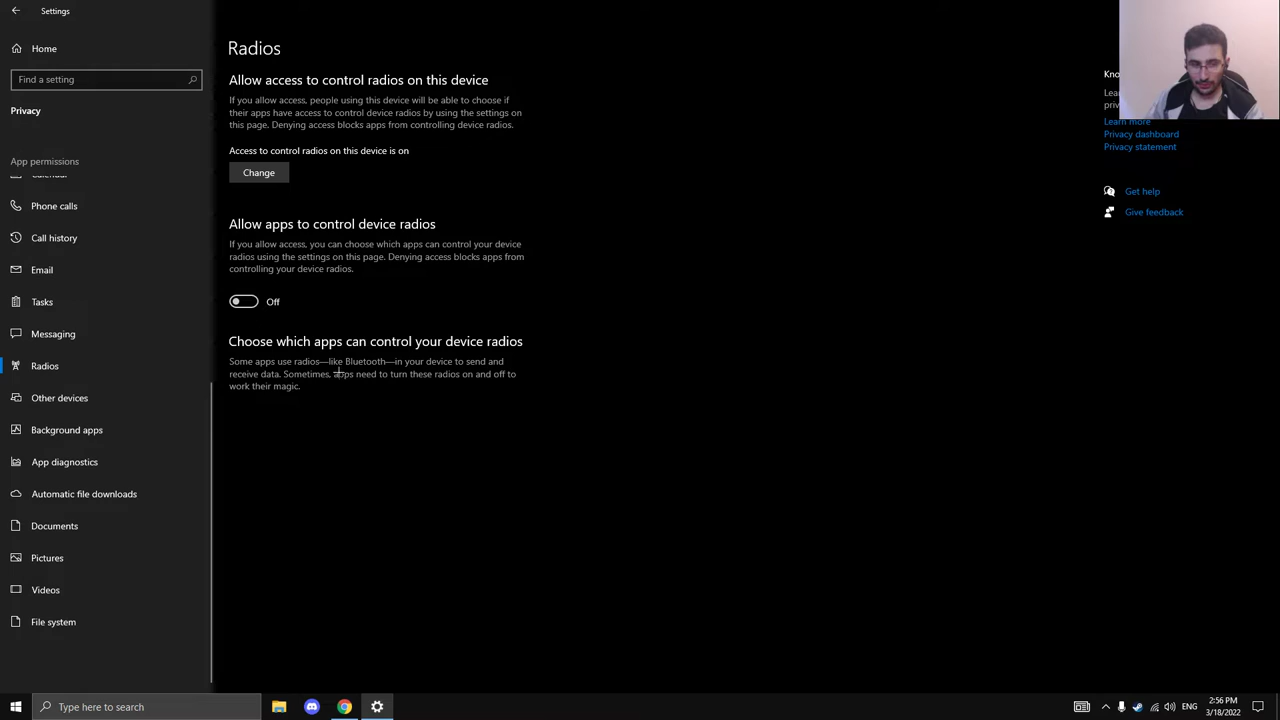 Settings
Home
Find a setting
Privacy
App permissions
Calendar
Phone calls
Call history
Email
Tasks
Messaging
Radios
Other devices
Background apps
App diagnostics
Automatic file downloads
Documents
Pictures
Videos
File system
Radios
Allow access to control radios on this device
If you allow access, people using this device will be able to choose if
their apps have access to control device radios by using the settings on
this page. Denying access blocks apps from controlling device radios.
Access to control radios on this device is on
Change
Allow apps to control device radios
If you allow access, you can choose which apps can control your device
radios using the settings on this page. Denying access blocks apps from
controlling your device radios.
Off
Choose which apps can control your device radios
Some apps use radios—like Bluetooth—in your device to send and
receive data. Sometimes, apps need to turn these radios on and off to
work their magic.
Learn more
Privacy dashboard
Privacy statement
Get help
Give feedback
Type here to search
ENG
2:56 PM
3/18/2022